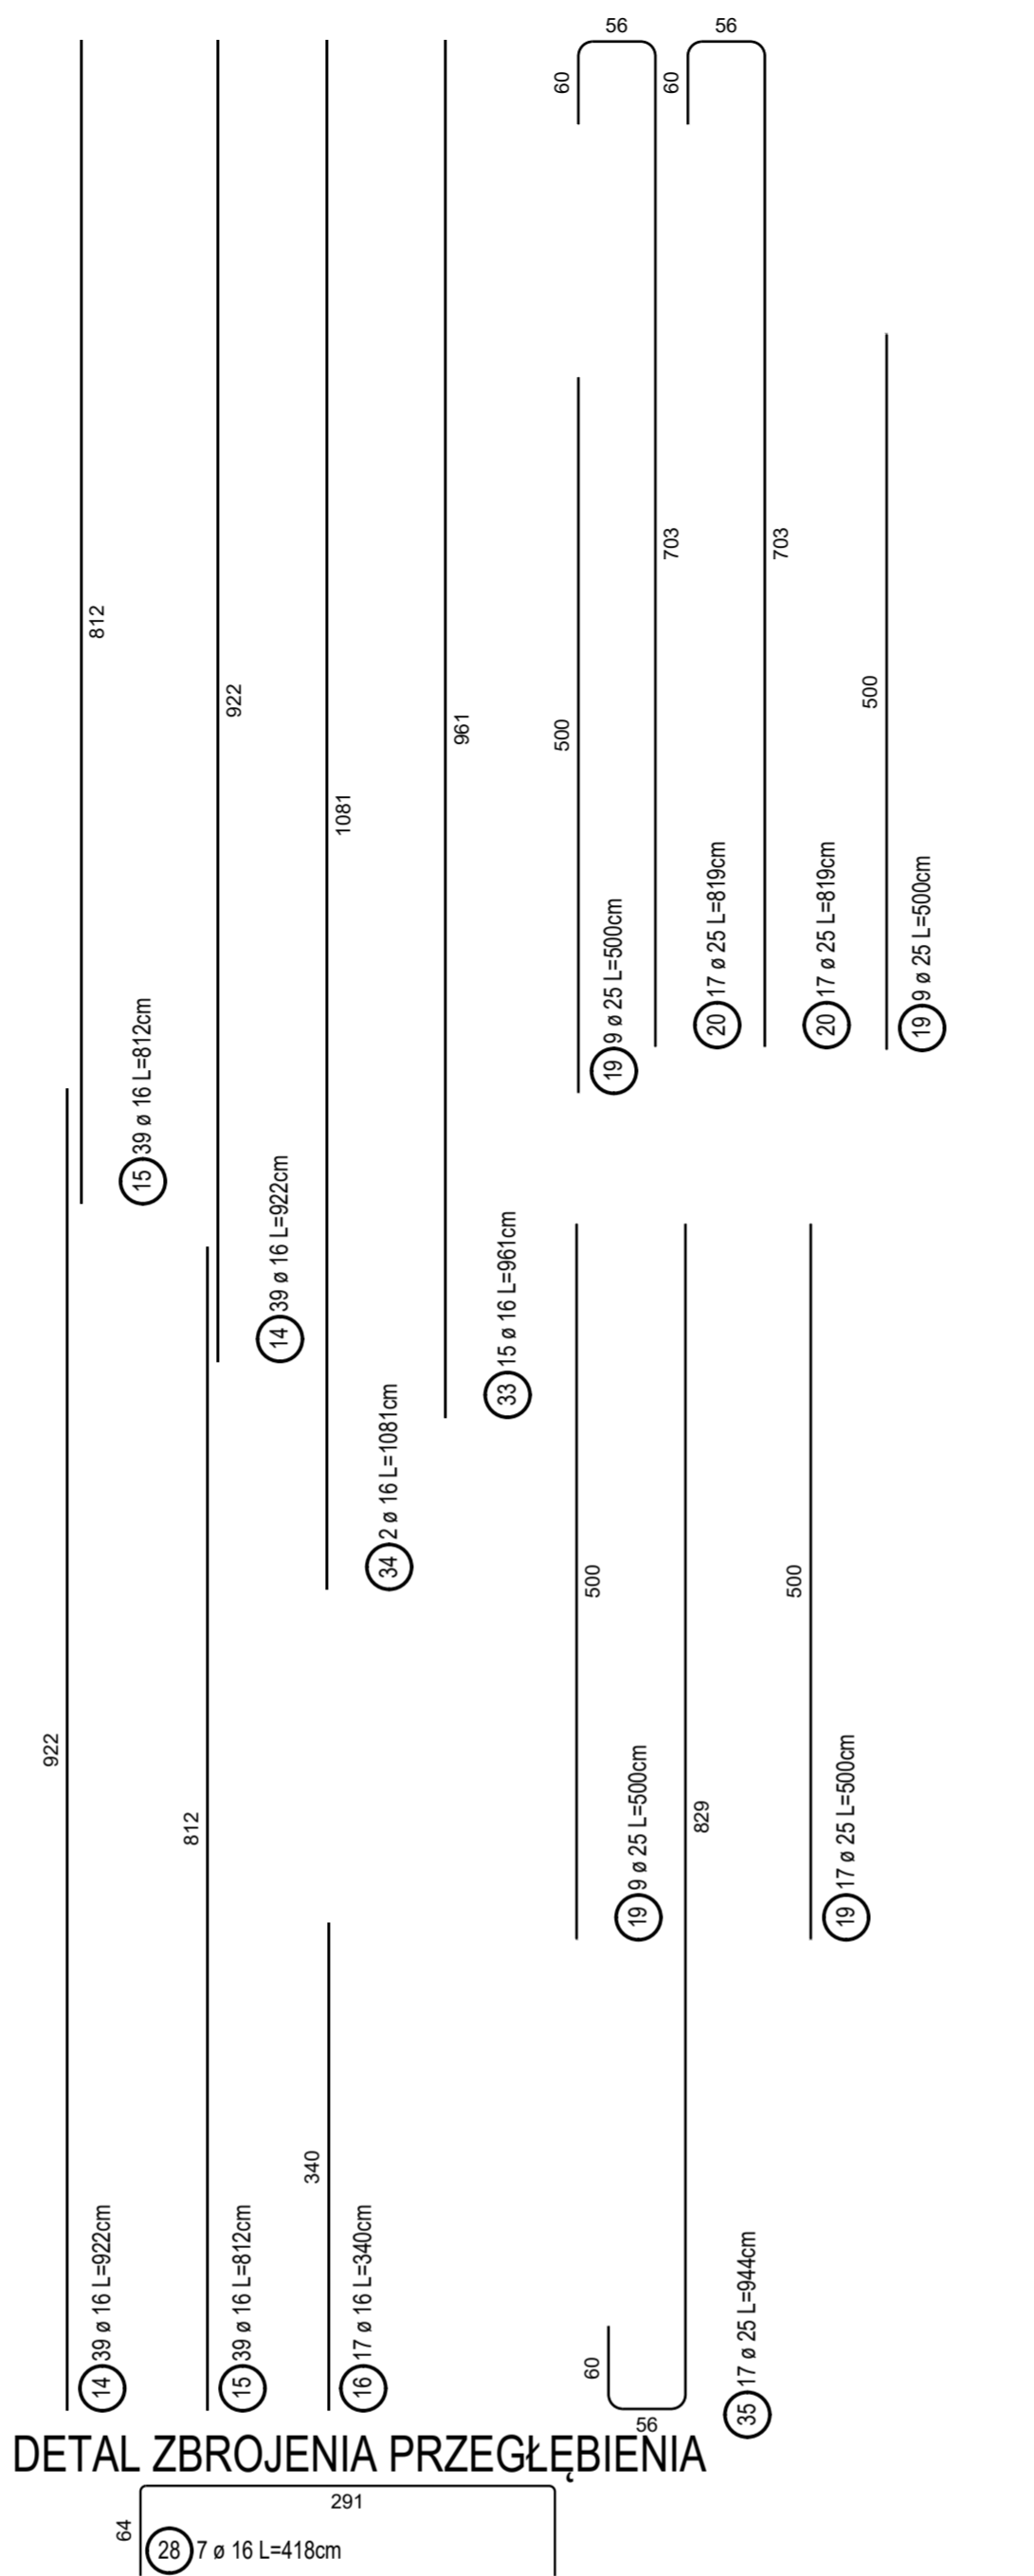 56
56
60
60
812
922
1081
961
500
703
703
500
15 39 ø 16 L=812cm
14 39 ø 16 L=922cm
34 2 ø 16 L=1081cm
33 15 ø 16 L=961cm
19 9 ø 25 L=500cm
20 17 ø 25 L=819cm
20 17 ø 25 L=819cm
19 9 ø 25 L=500cm
922
812
340
500
829
500
14 39 ø 16 L=922cm
15 39 ø 16 L=812cm
16 17 ø 16 L=340cm
19 9 ø 25 L=500cm
19 17 ø 25 L=500cm
60
56
35 17 ø 25 L=944cm
DETAL ZBROJENIA PRZEGŁĘBIENIA
291
64
28 7 ø 16 L=418cm